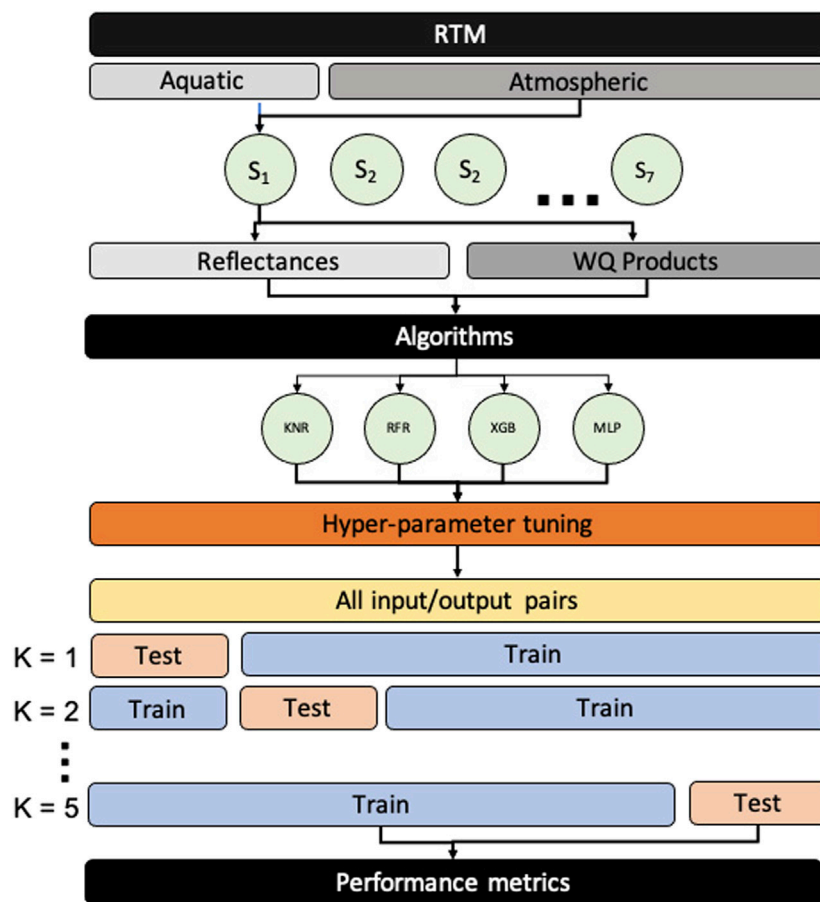 RTM
Aquatic Atmospheric
S₁ S₂ S₂ ... S₇
Reflectances WQ Products
Algorithms
KNR RFR XGB MLP
Hyper-parameter tuning
All input/output pairs
K = 1 Test Train
K = 2 Train Test Train
K = 5 Train Test
Performance metrics